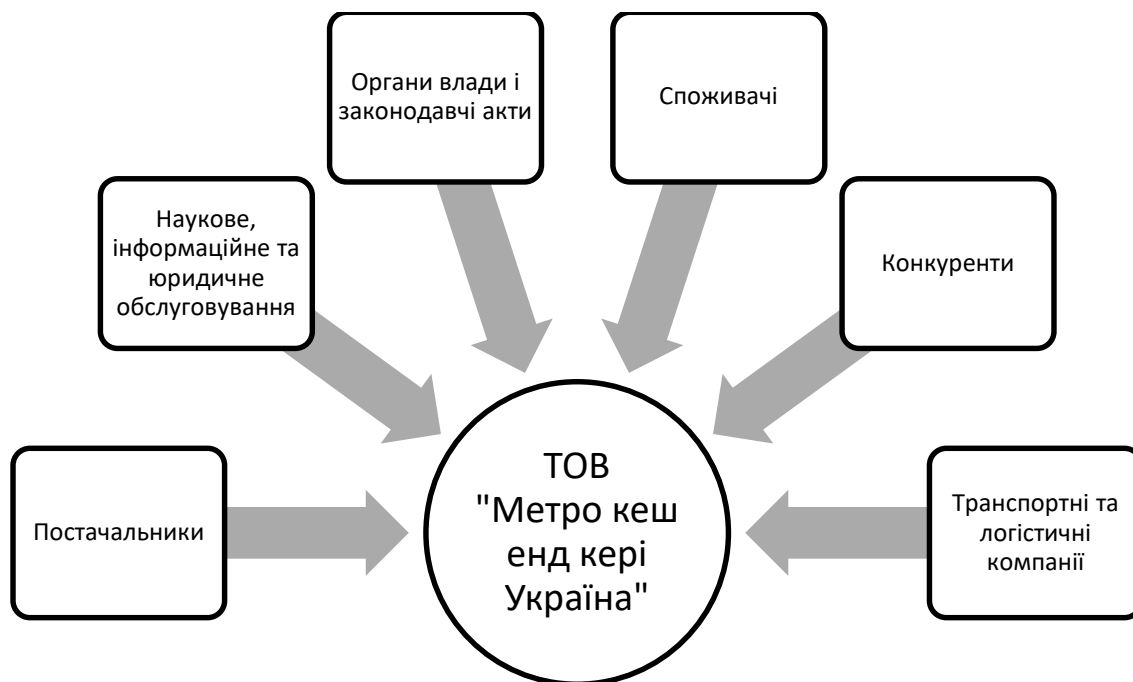 Органи влади і
законодавчі акти
Споживачі
Наукове,
інформаційне та
юридичне
обслуговування
Конкуренти
Постачальники
ТОВ
"Метро кеш
енд кері
Україна"
Транспортні та
логістичні
компанії